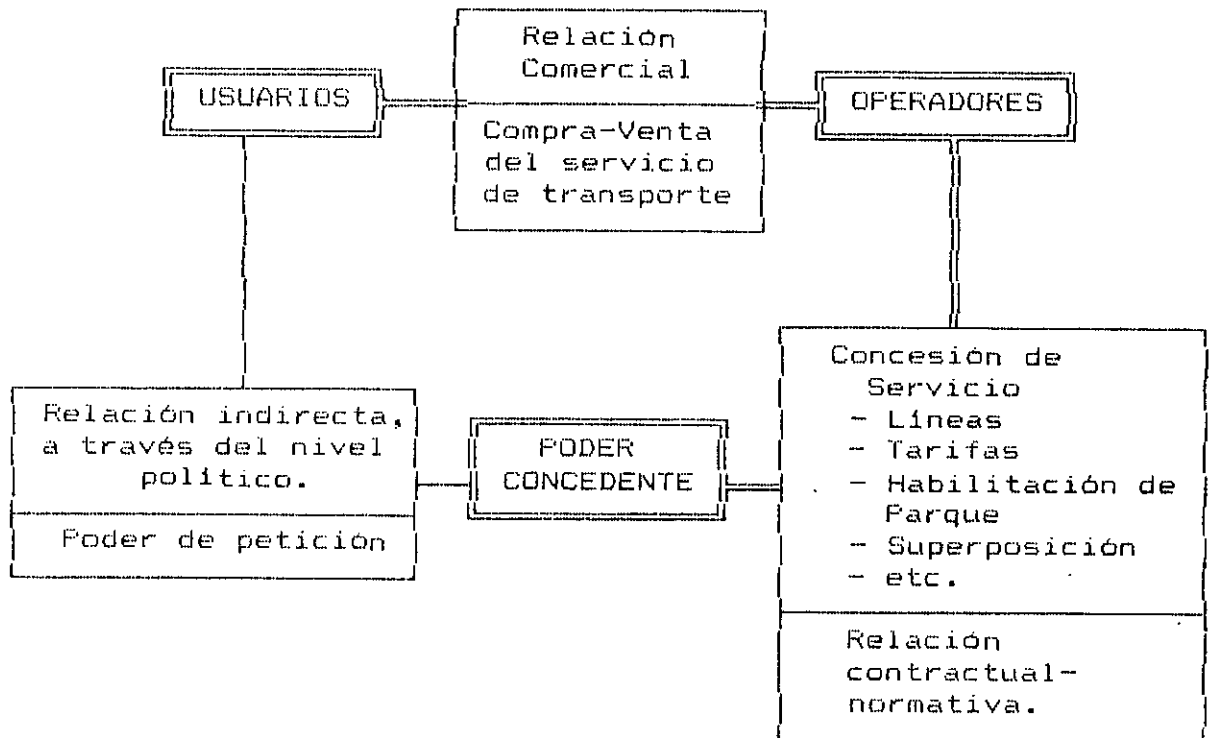 Relación
Comercial
USUARIOS
OPERADORES
Compra-Venta
del servicio
de transporte
Concesión de
Servicio
- Líneas
- Tarifas
- Habilitación de
Parque
- Superposición
- etc.
Relación indirecta,
a través del nivel
político.
Poder de petición
PODER
CONCEDENTE
Relación
contractual-
normativa.